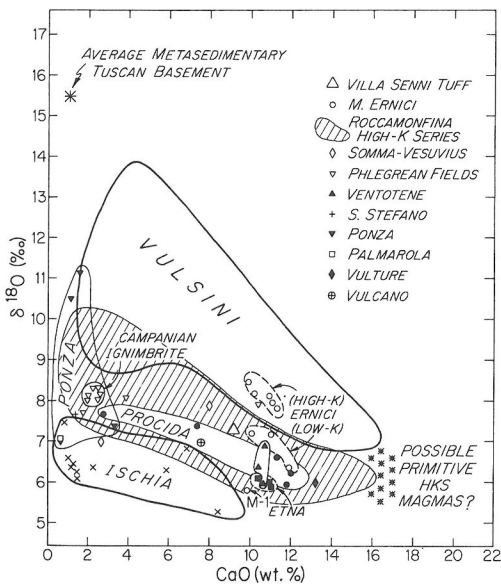 17
16
15
14
13
12
11
10
9
8
7
6
5
δ 18O (‰)
0 2 4 6 8 10 12 14 16 18 20 22
CaO (wt. %)
AVERAGE METASEDIMENTARY
TUSCAN BASEMENT
VILLA SENNI TUFF
M. ERNICI
ROCCAMONFINA
HIGH-K SERIES
SOMMA-VESUVIUS
PHLEGREAN FIELDS
VENTOTENE
S. STEFANO
PONZA
PALMAROLA
VULTURE
VULCANO
VULSINI
PONZA
CAMPANIAN
IGNIMBRITE
(HIGH-K)
ERNICI
(LOW-K)
PROCIDA
ISCHIA
M-1
ETNA
POSSIBLE
PRIMITIVE
HKS
MAGMAS?